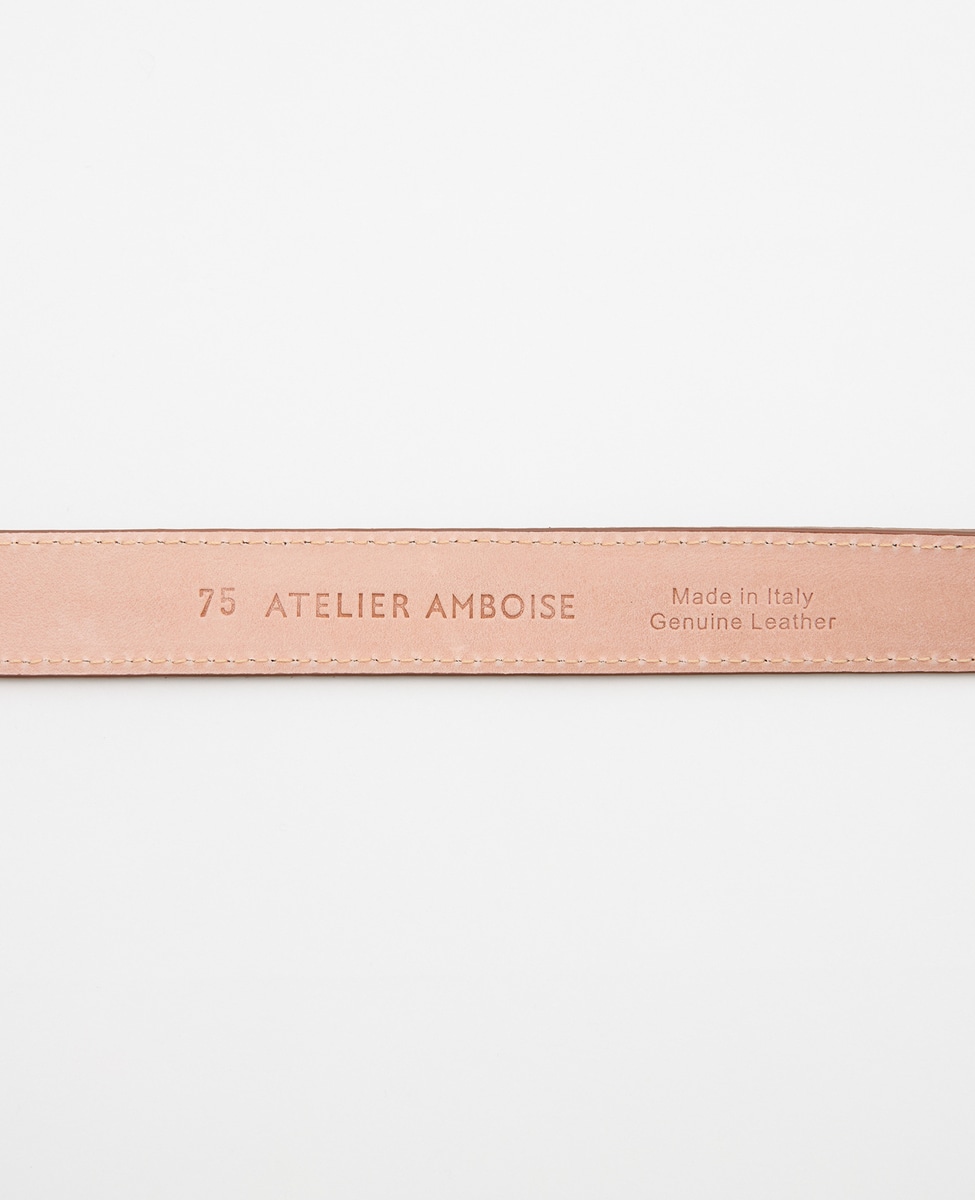 75 ATELIER AMBOISE
Made in Italy
Genuine Leather